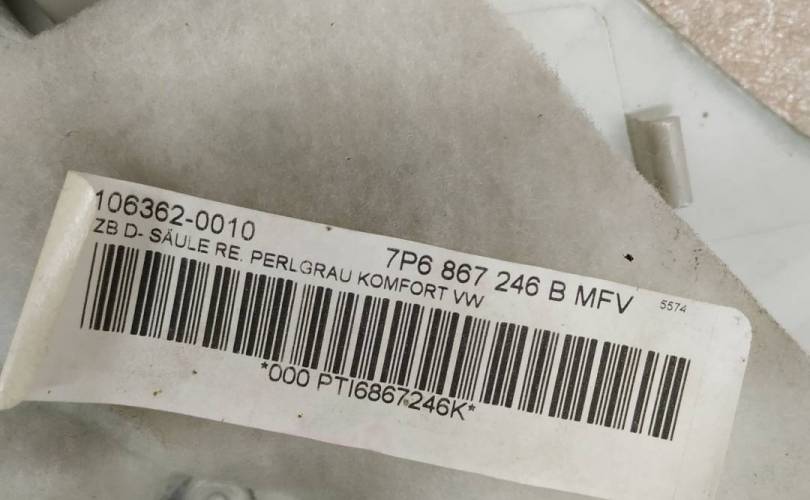 106362-0010
7P6 867 246 B MFV 5574
ZB D- SÄULE RE. PERLGRAU KOMFORT VW
*000 PTI6867246K*